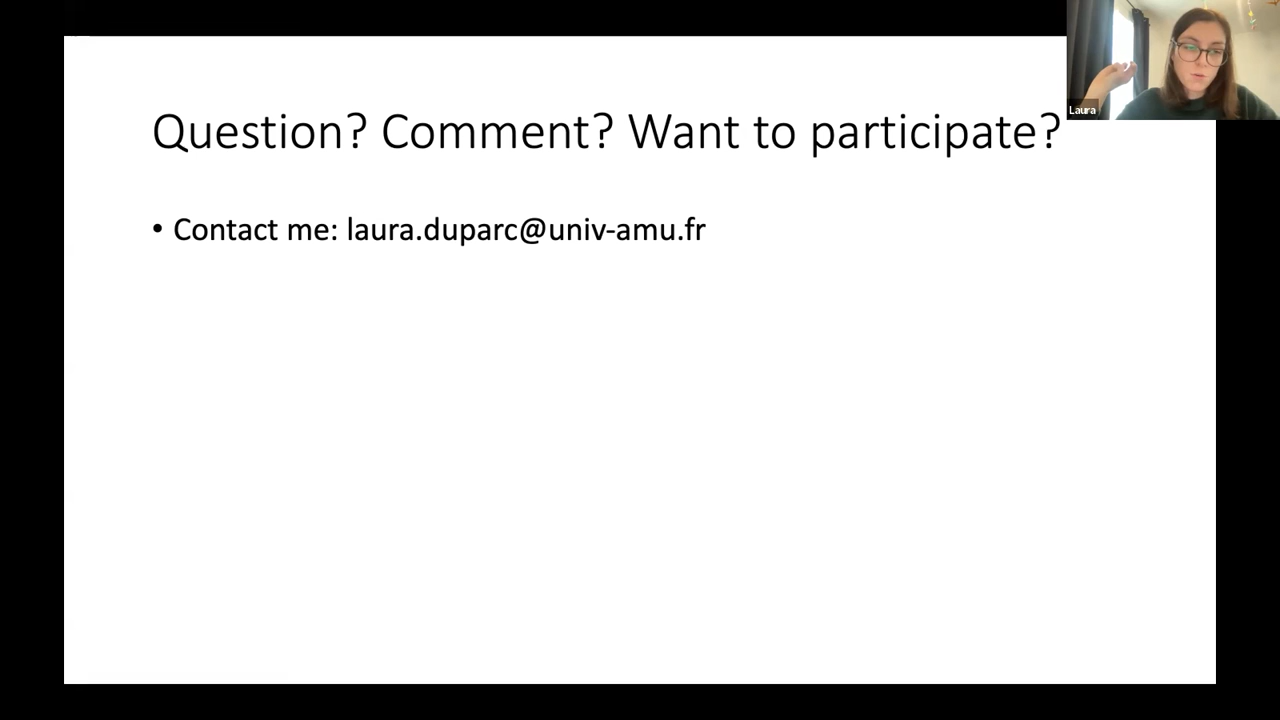 Laura
Question? Comment? Want to participate?
• Contact me: laura.duparc@univ-amu.fr